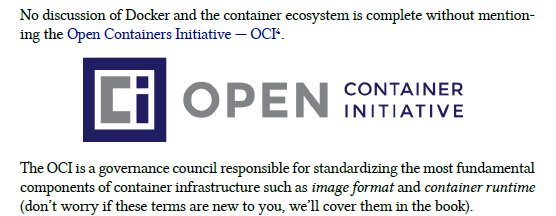 No discussion of Docker and the container ecosystem is complete without mention-
ing the Open Containers Initiative — OCI⁴.
Ci OPEN CONTAINER
INITIATIVE
The OCI is a governance council responsible for standardizing the most fundamental
components of container infrastructure such as image format and container runtime
(don’t worry if these terms are new to you, we’ll cover them in the book).